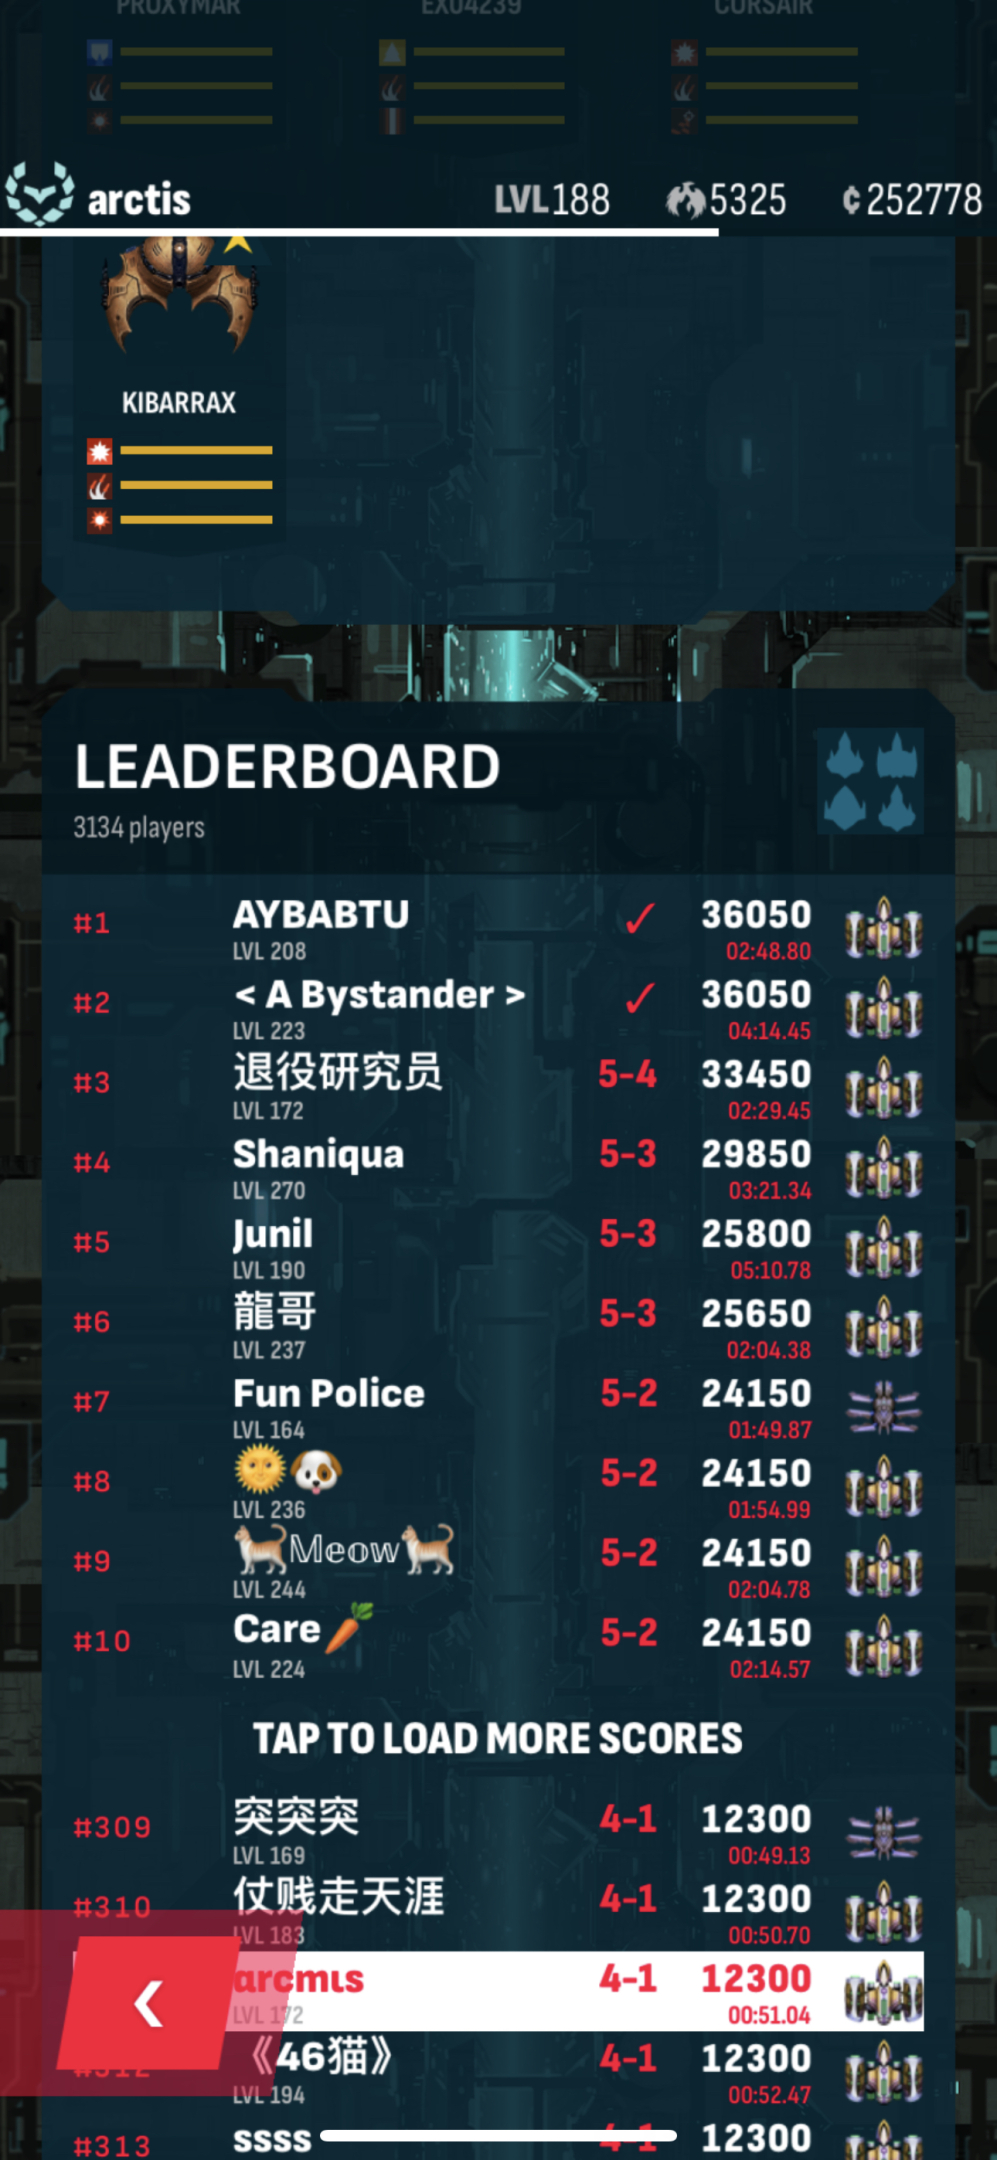 PROXYMAR EXO4239 CORSAIR
arctis LVL188 5325 ¢252778
KIBARRAX
LEADERBOARD
3134 players
#1 AYBABTU ✓ 36050
LVL 208 02:48.80
#2 < A Bystander > ✓ 36050
LVL 223 04:14.45
#3 退役研究员 5-4 33450
LVL 172 02:29.45
#4 Shaniqua 5-3 29850
LVL 270 03:21.34
#5 Junil 5-3 25800
LVL 190 05:10.78
#6 龍哥 5-3 25650
LVL 237 02:04.38
#7 Fun Police 5-2 24150
LVL 164 01:49.87
#8 🌞🐶 5-2 24150
LVL 236 01:54.99
#9 🐈𝕄𝕖𝕠𝕨🐈 5-2 24150
LVL 244 02:04.78
#10 Care🥕 5-2 24150
LVL 224 02:14.57
TAP TO LOAD MORE SCORES
#309 突突突 4-1 12300
LVL 169 00:49.13
#310 仗贱走天涯 4-1 12300
LVL 183 00:50.70
4-1 12300
LVL 172 00:51.04
#312 《46猫》 4-1 12300
LVL 194 00:52.47
#313 ssss 4-1 12300